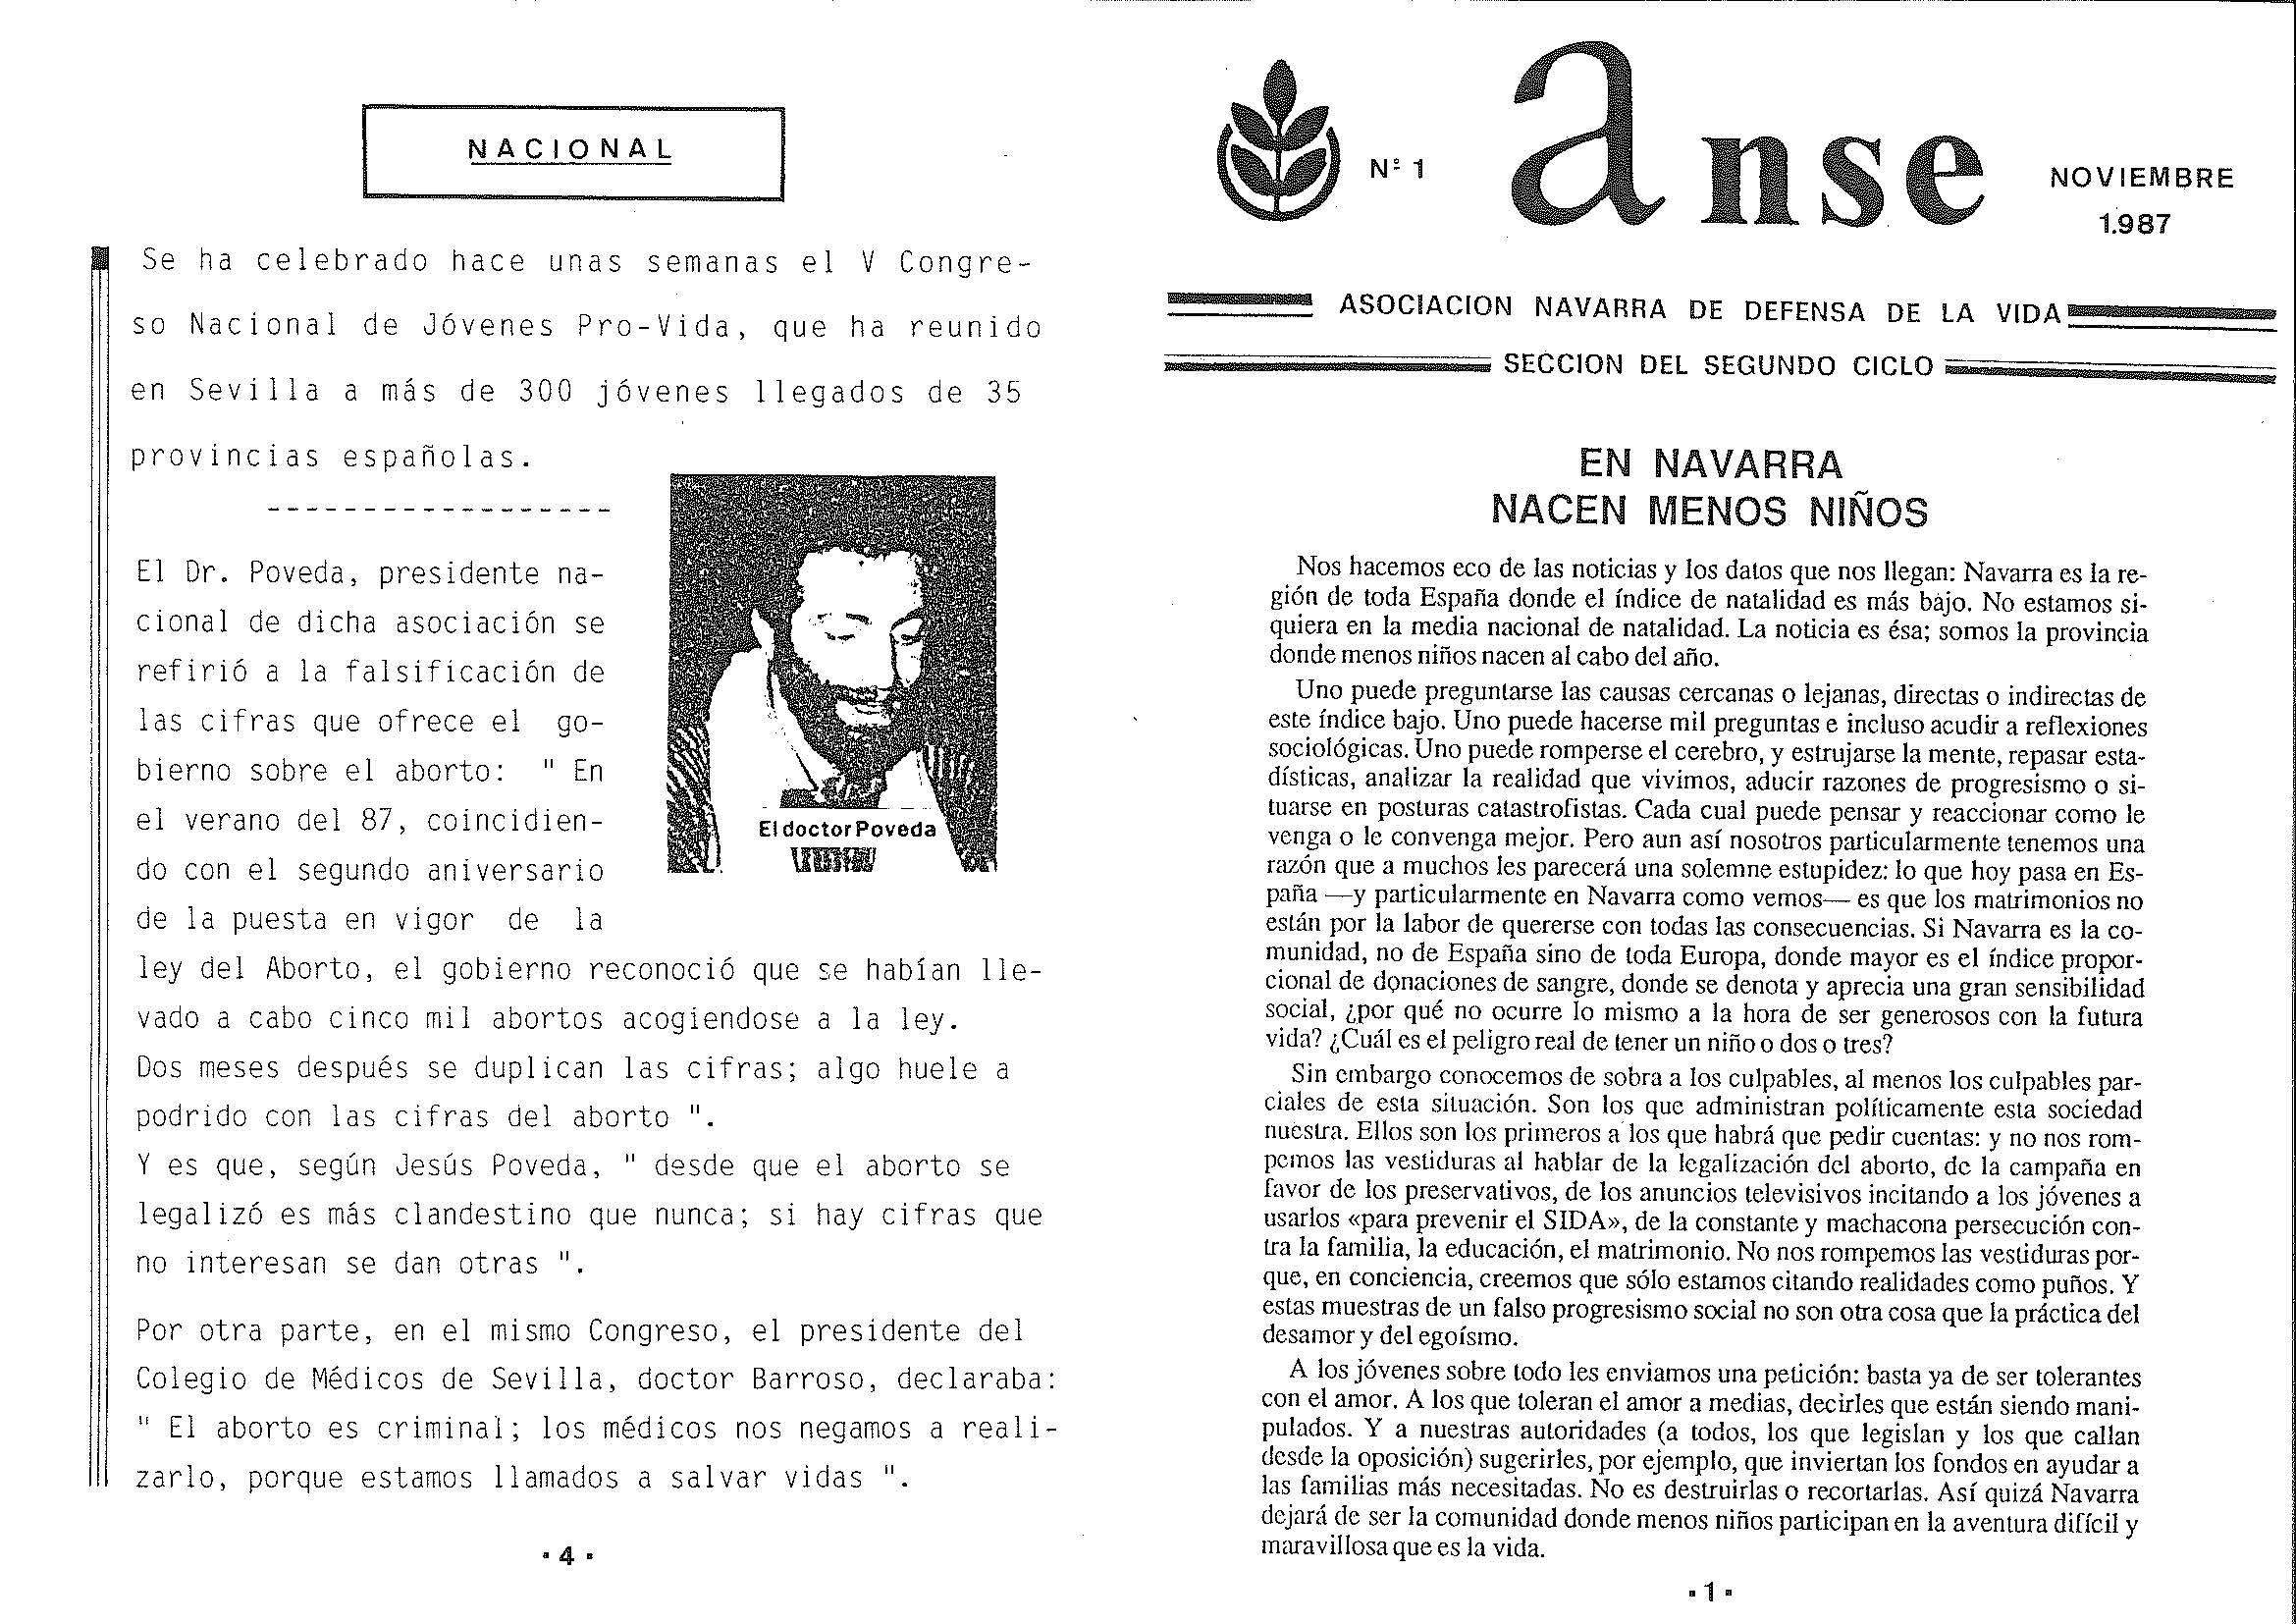 NACIONAL
Se ha celebrado hace unas semanas el V Congre-
so Nacional de Jóvenes Pro-Vida, que ha reunido
en Sevilla a más de 300 jóvenes llegados de 35
provincias españolas.
-----------------
El Dr. Poveda, presidente na-
cional de dicha asociación se
refirió a la falsificación de
las cifras que ofrece el go-
bierno sobre el aborto: " En
el verano del 87, coincidien-
do con el segundo aniversario
de la puesta en vigor de la
ley del Aborto, el gobierno reconoció que se habían lle-
vado a cabo cinco mil abortos acogiendose a la ley.
Dos meses después se duplican las cifras; algo huele a
podrido con las cifras del aborto ".
Y es que, según Jesús Poveda, " desde que el aborto se
legalizó es más clandestino que nunca; si hay cifras que
no interesan se dan otras ".
Por otra parte, en el mismo Congreso, el presidente del
Colegio de Médicos de Sevilla, doctor Barroso, declaraba:
" El aborto es criminal; los médicos nos negamos a reali-
zarlo, porque estamos llamados a salvar vidas ".
El doctor Poveda
· 4 ·
Nº 1
anse
NOVIEMBRE
1.987
ASOCIACION NAVARRA DE DEFENSA DE LA VIDA
SECCION DEL SEGUNDO CICLO
EN NAVARRA
NACEN MENOS NIÑOS
Nos hacemos eco de las noticias y los datos que nos llegan: Navarra es la re-
gión de toda España donde el índice de natalidad es más bajo. No estamos si-
quiera en la media nacional de natalidad. La noticia es ésa; somos la provincia
donde menos niños nacen al cabo del año.
Uno puede preguntarse las causas cercanas o lejanas, directas o indirectas de
este índice bajo. Uno puede hacerse mil preguntas e incluso acudir a reflexiones
sociológicas. Uno puede romperse el cerebro, y estrujarse la mente, repasar esta-
dísticas, analizar la realidad que vivimos, aducir razones de progresismo o si-
tuarse en posturas catastrofistas. Cada cual puede pensar y reaccionar como le
venga o le convenga mejor. Pero aun así nosotros particularmente tenemos una
razón que a muchos les parecerá una solemne estupidez: lo que hoy pasa en Es-
paña —y particularmente en Navarra como vemos— es que los matrimonios no
están por la labor de quererse con todas las consecuencias. Si Navarra es la co-
munidad, no de España sino de toda Europa, donde mayor es el índice propor-
cional de donaciones de sangre, donde se denota y aprecia una gran sensibilidad
social, ¿por qué no ocurre lo mismo a la hora de ser generosos con la futura
vida? ¿Cuál es el peligro real de tener un niño o dos o tres?
Sin embargo conocemos de sobra a los culpables, al menos los culpables par-
ciales de esta situación. Son los que administran políticamente esta sociedad
nuestra. Ellos son los primeros a los que habrá que pedir cuentas: y no nos rom-
pemos las vestiduras al hablar de la legalización del aborto, de la campaña en
favor de los preservativos, de los anuncios televisivos incitando a los jóvenes a
usarlos «para prevenir el SIDA», de la constante y machacona persecución con-
tra la familia, la educación, el matrimonio. No nos rompemos las vestiduras por-
que, en conciencia, creemos que sólo estamos citando realidades como puños. Y
estas muestras de un falso progresismo social no son otra cosa que la práctica del
desamor y del egoísmo.
A los jóvenes sobre todo les enviamos una petición: basta ya de ser tolerantes
con el amor. A los que toleran el amor a medias, decirles que están siendo mani-
pulados. Y a nuestras autoridades (a todos, los que legislan y los que callan
desde la oposición) sugerirles, por ejemplo, que inviertan los fondos en ayudar a
las familias más necesitadas. No es destruirlas o recortarlas. Así quizá Navarra
dejará de ser la comunidad donde menos niños participan en la aventura difícil y
maravillosa que es la vida.
· 1 ·